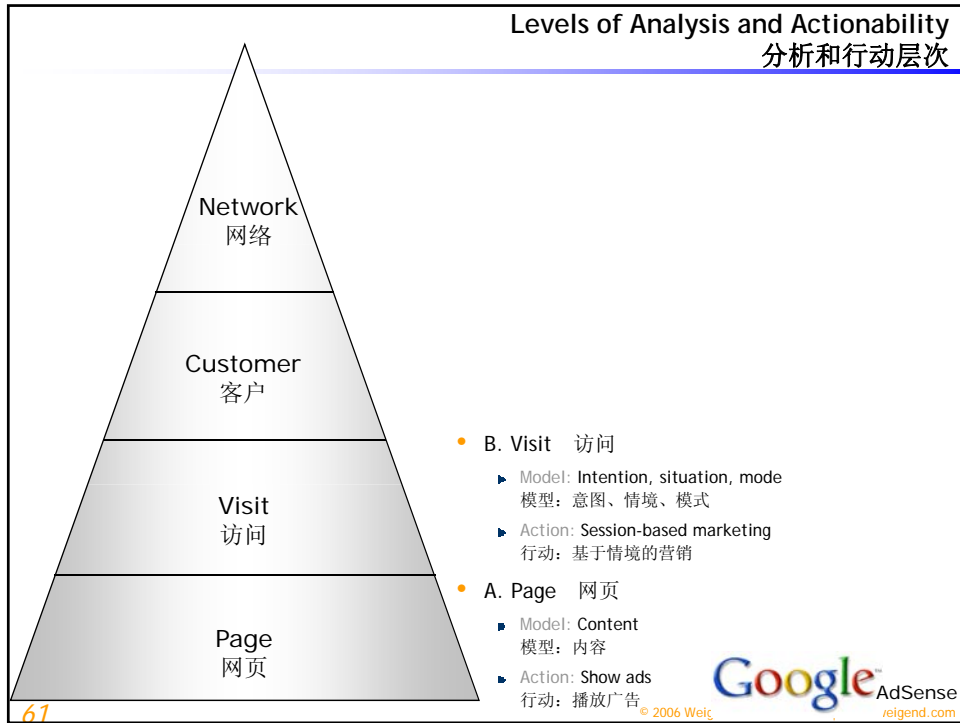 Levels of Analysis and Actionability
分析和行动层次
Network
网络
Customer
客户
Visit
访问
Page
网页
• B. Visit 访问
Model: Intention, situation, mode
模型：意图、情境、模式
Action: Session-based marketing
行动：基于情境的营销
• A. Page 网页
Model: Content
模型：内容
Action: Show ads
行动：播放广告
Google™ AdSense
61
© 2006 Weig
eigend.com